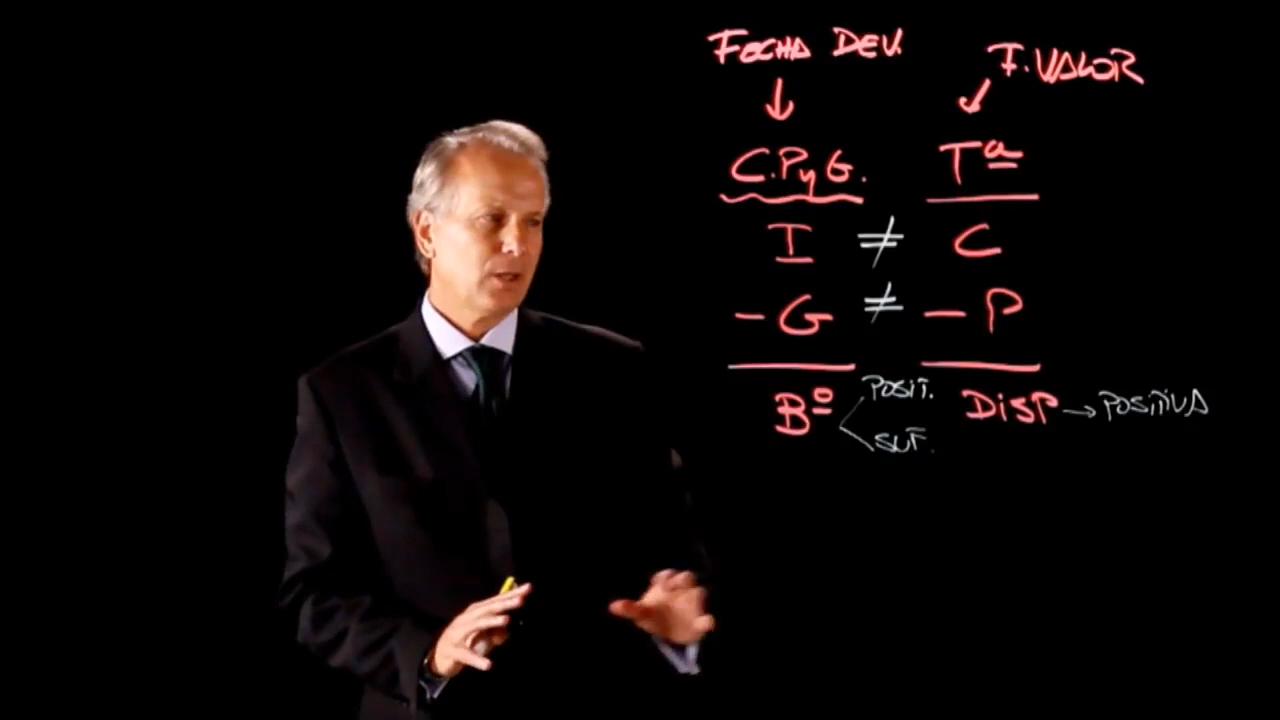 FECHA DEV. F. VALOR
↓ ↙
C.PyG. Tª
I ≠ C
- G ≠ - P
Bº POSIT. DISP → POSITIVA
SUF.